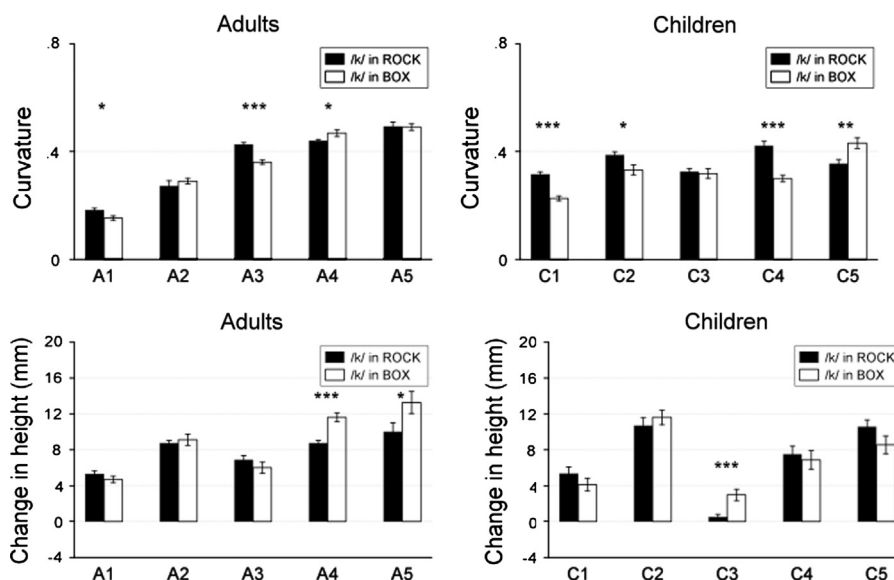 Adults
Children
.8
/k/ in ROCK
/k/ in BOX
* *** *
Curvature
.4
0
A1 A2 A3 A4 A5
.8
/k/ in ROCK
/k/ in BOX
*** * *** **
Curvature
.4
0
C1 C2 C3 C4 C5
Adults
Children
20
16
12
8
4
0
-4
/k/ in ROCK
/k/ in BOX
*** *
Change in height (mm)
A1 A2 A3 A4 A5
20
16
12
8
4
0
-4
/k/ in ROCK
/k/ in BOX
***
Change in height (mm)
C1 C2 C3 C4 C5